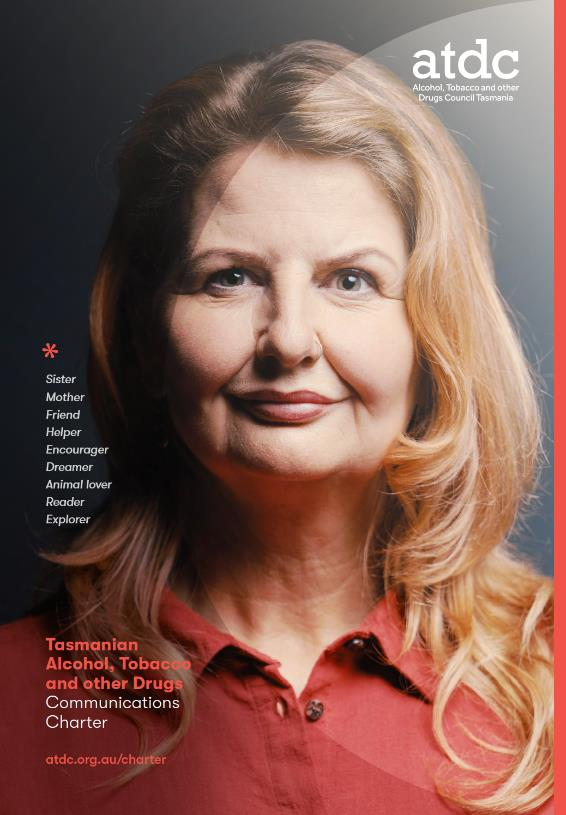 atdc
Alcohol, Tobacco and other
Drugs Council Tasmania
*
Sister
Mother
Friend
Helper
Encourager
Dreamer
Animal lover
Reader
Explorer
Tasmanian
Alcohol, Tobacco
and other Drugs
Communications
Charter
atdc.org.au/charter